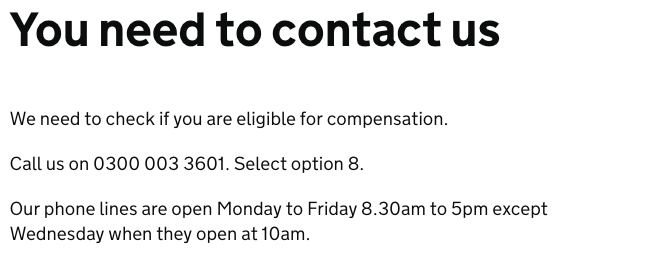 You need to contact us
We need to check if you are eligible for compensation.
Call us on 0300 003 3601. Select option 8.
Our phone lines are open Monday to Friday 8.30am to 5pm except
Wednesday when they open at 10am.